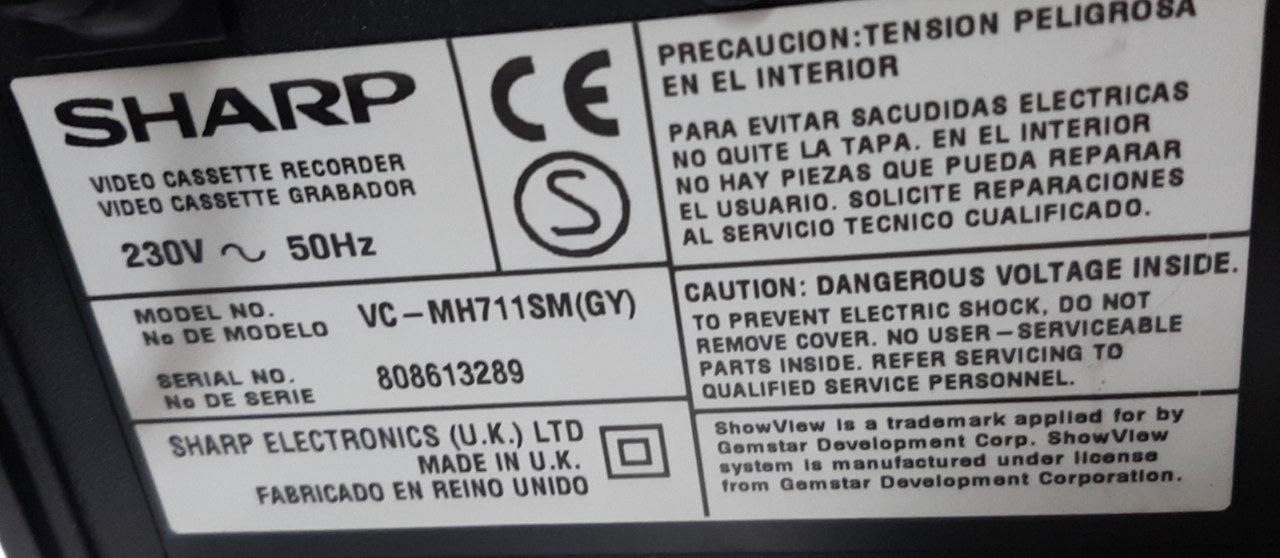 SHARP
VIDEO CASSETTE RECORDER
VIDEO CASSETTE GRABADOR
230V ~ 50Hz
CE
S
MODEL NO.
No DE MODELO
VC-MH711SM(GY)
SERIAL NO.
No DE SERIE
808613289
SHARP ELECTRONICS (U.K.) LTD
MADE IN U.K.
FABRICADO EN REINO UNIDO
PRECAUCION:TENSION PELIGROSA
EN EL INTERIOR
PARA EVITAR SACUDIDAS ELECTRICAS
NO QUITE LA TAPA. EN EL INTERIOR
NO HAY PIEZAS QUE PUEDA REPARAR
EL USUARIO. SOLICITE REPARACIONES
AL SERVICIO TECNICO CUALIFICADO.
CAUTION: DANGEROUS VOLTAGE INSIDE.
TO PREVENT ELECTRIC SHOCK, DO NOT
REMOVE COVER. NO USER-SERVICEABLE
PARTS INSIDE. REFER SERVICING TO
QUALIFIED SERVICE PERSONNEL.
ShowView is a trademark applied for by
Gemstar Development Corp. ShowView
system is manufactured under license
from Gemstar Development Corporation.